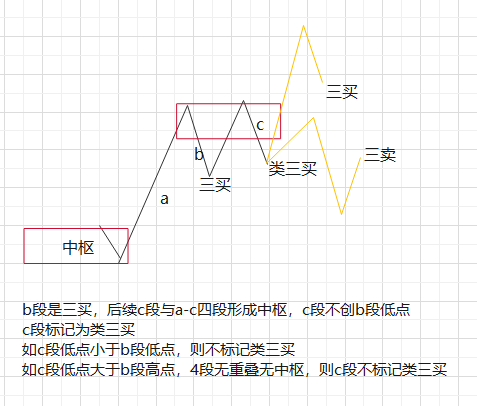 三买
c
三卖
b
类三买
三买
a
中枢
b段是三买，后续c段与a-c四段形成中枢，c段不创b段低点
c段标记为类三买
如c段低点小于b段低点，则不标记类三买
如c段低点大于b段高点，4段无重叠无中枢，则c段不标记类三买